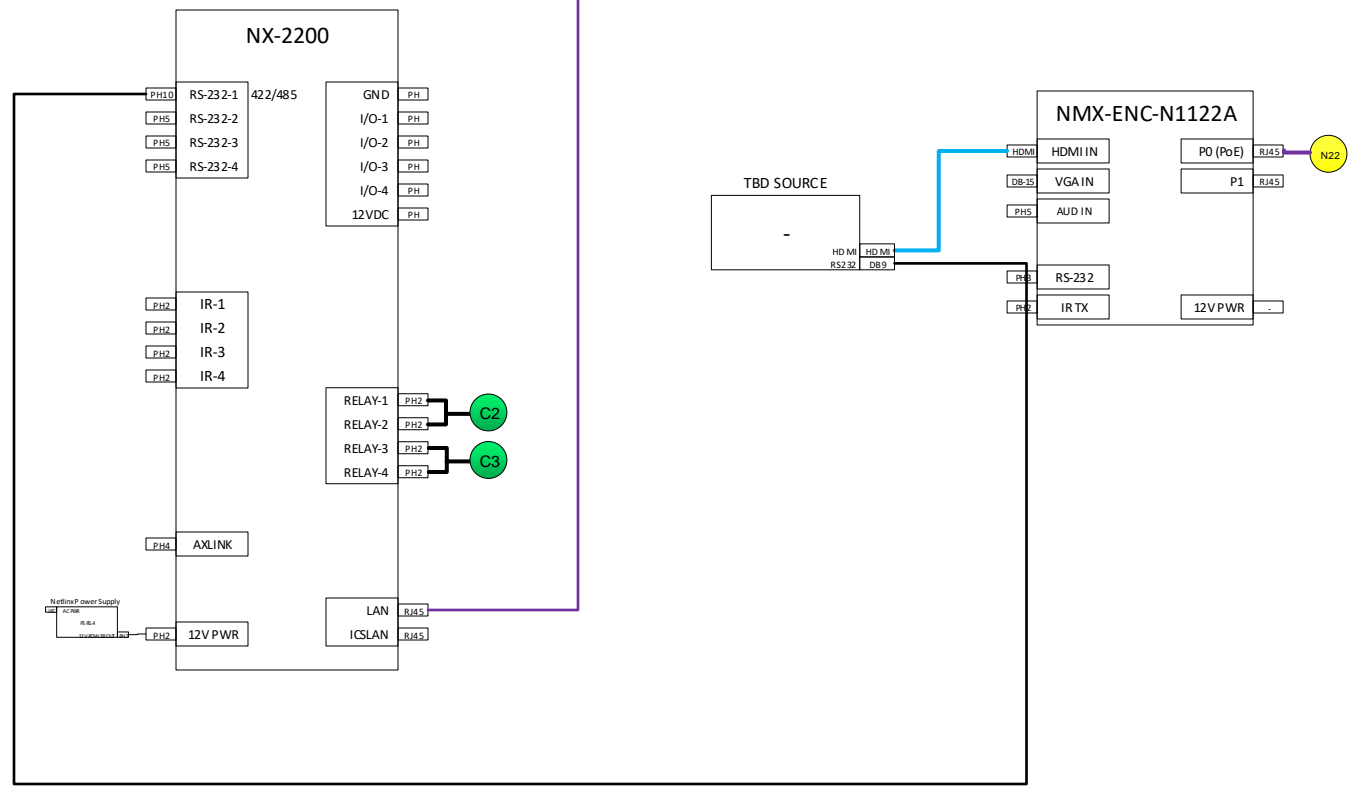 NX-2200
PH10 RS-232-1 422/485
PH5 RS-232-2
PH5 RS-232-3
PH5 RS-232-4
GND PH
I/O-1 PH
I/O-2 PH
I/O-3 PH
I/O-4 PH
12VDC PH
PH2 IR-1
PH2 IR-2
PH2 IR-3
PH2 IR-4
RELAY-1 PH2
RELAY-2 PH2
C2
RELAY-3 PH2
RELAY-4 PH2
C3
PH4 AXLINK
Netlinx Power Supply
AC PWR
PH2 12V PWR
LAN RJ45
ICSLAN RJ45
TBD SOURCE
-
HDMI HDMI
RS232 DB9
NMX-ENC-N1122A
HDMI HDMI IN
DB-15 VGA IN
PH5 AUD IN
RS-232
PH2 IR TX
P0 (PoE) RJ45
N22
P1 RJ45
12V PWR -